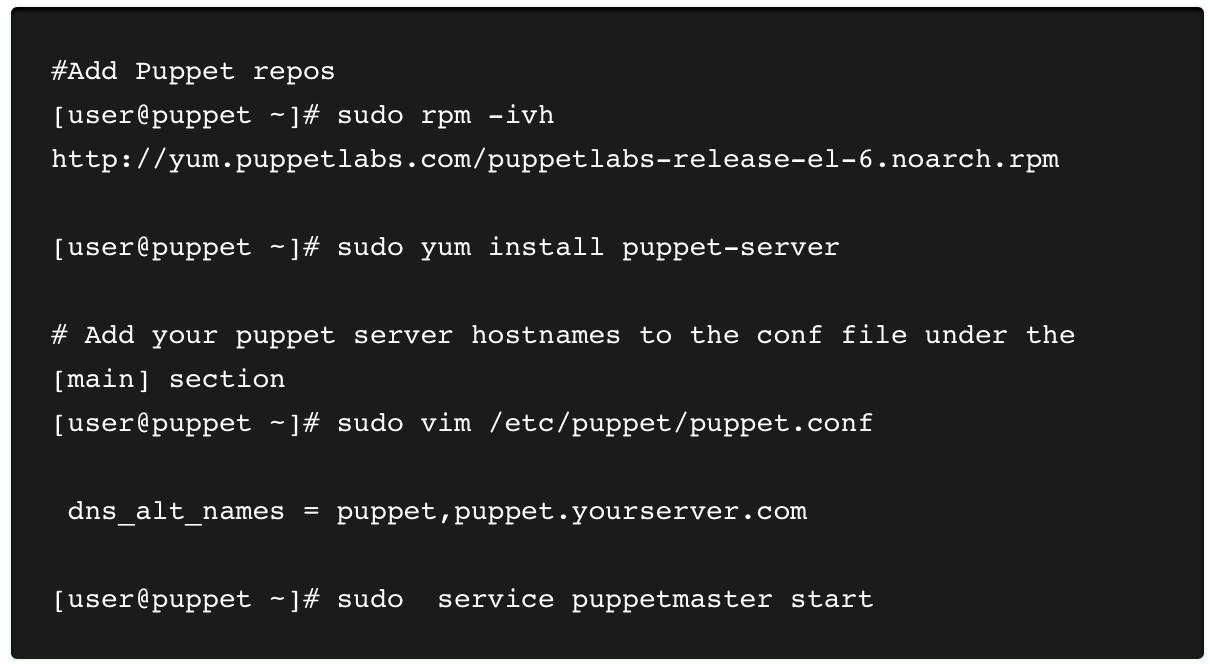 #Add Puppet repos
[user@puppet ~]# sudo rpm -ivh
http://yum.puppetlabs.com/puppetlabs-release-el-6.noarch.rpm
[user@puppet ~]# sudo yum install puppet-server
# Add your puppet server hostnames to the conf file under the
[main] section
[user@puppet ~]# sudo vim /etc/puppet/puppet.conf
 dns_alt_names = puppet,puppet.yourserver.com
[user@puppet ~]# sudo  service puppetmaster start